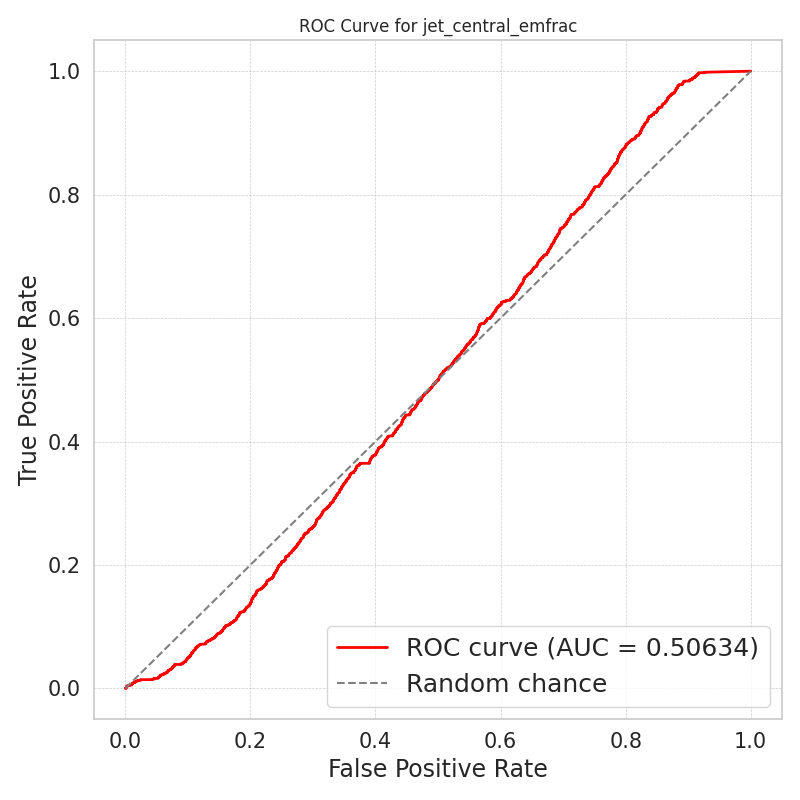 ROC Curve for jet_central_emfrac
True Positive Rate
1.0
0.8
0.6
0.4
0.2
0.0
ROC curve (AUC = 0.50634)
Random chance
0.0 0.2 0.4 0.6 0.8 1.0
False Positive Rate